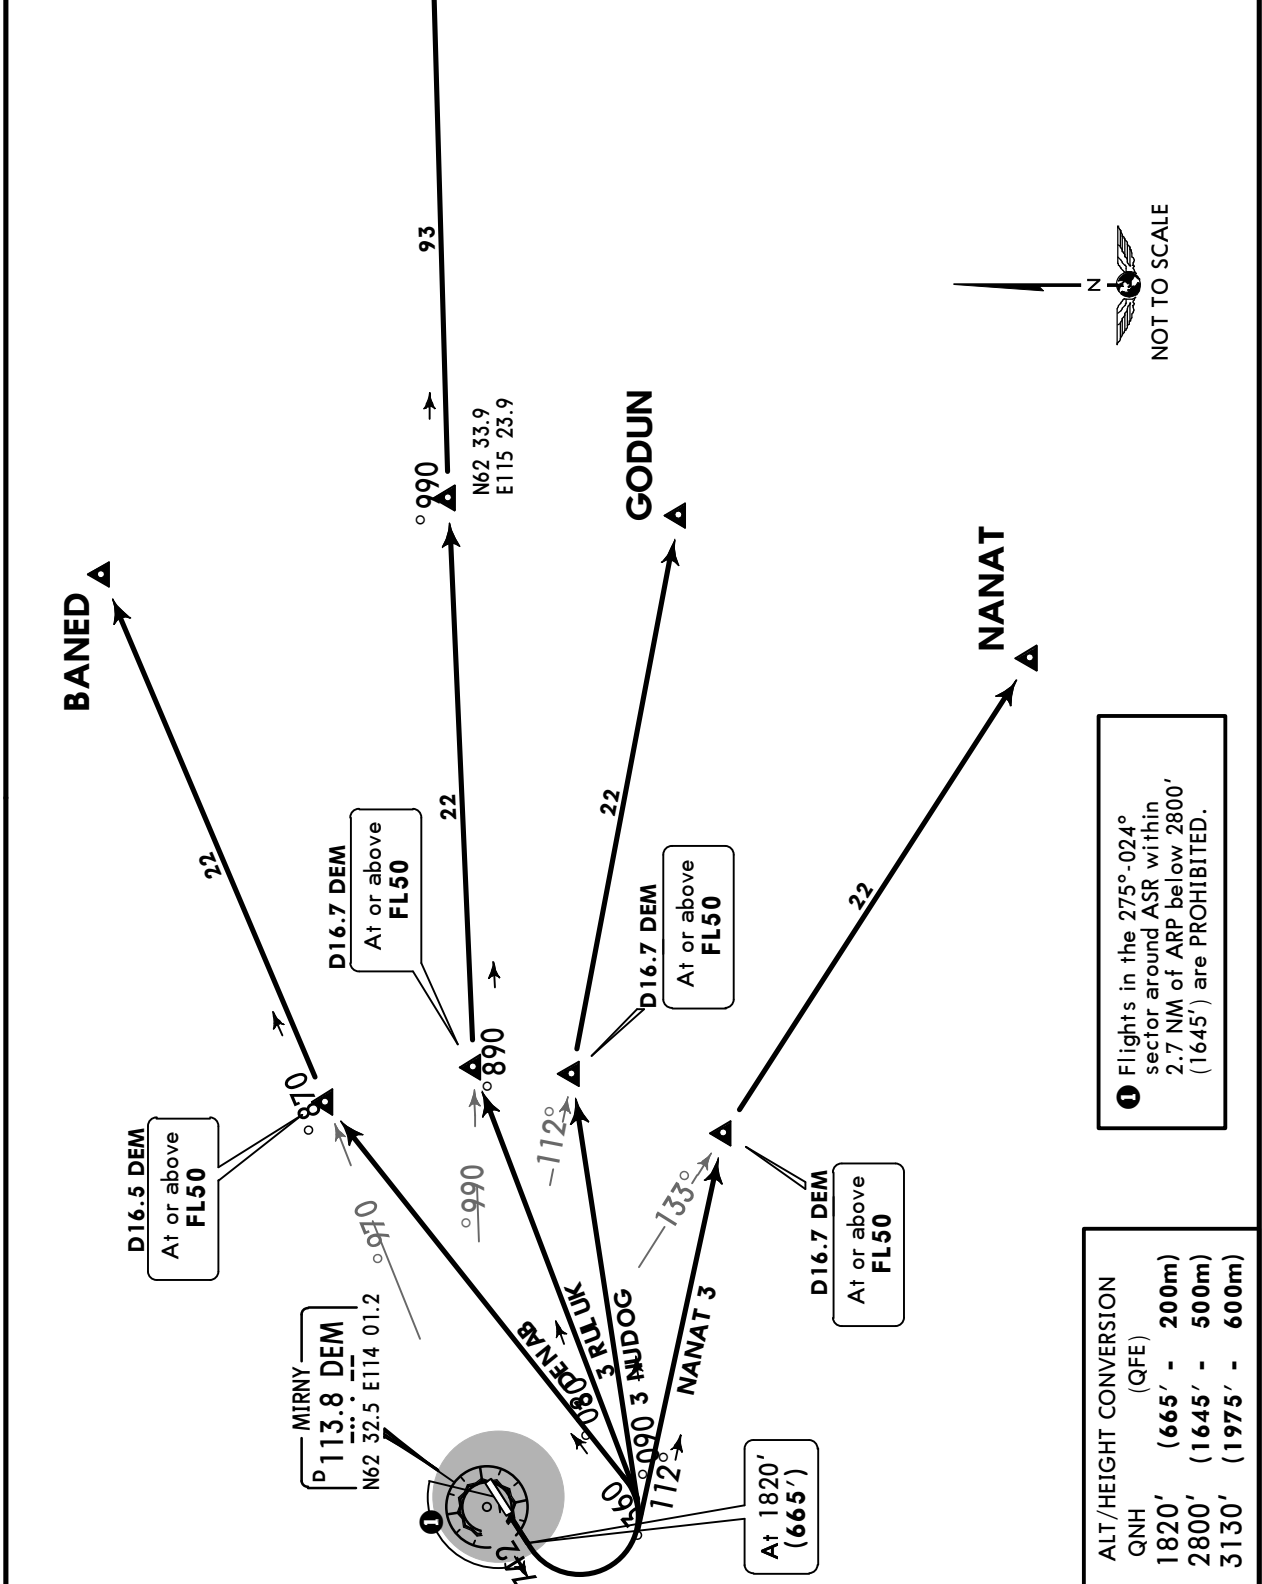 BANED
22
93
N62 33.9
E115 23.9
°990
GODUN
NANAT
NOT TO SCALE
N
D16.5 DEM
At or above
FL50
°870
°970
D16.7 DEM
At or above
FL50
22
°890
°990
D16.7 DEM
At or above
FL50
22
112°
133°
D16.7 DEM
At or above
FL50
22
MIRNY
D 113.8 DEM
N62 32.5 E114 01.2
3 NUDOG
NANAT 3
°090
112°
360
At 1820'
(665')
1
1 Flights in the 275°-024°
sector around ASR within
2.7 NM of ARP below 2800'
(1645') are PROHIBITED.
ALT/HEIGHT CONVERSION
QNH (QFE)
1820' (665' - 200m)
2800' (1645' - 500m)
3130' (1975' - 600m)